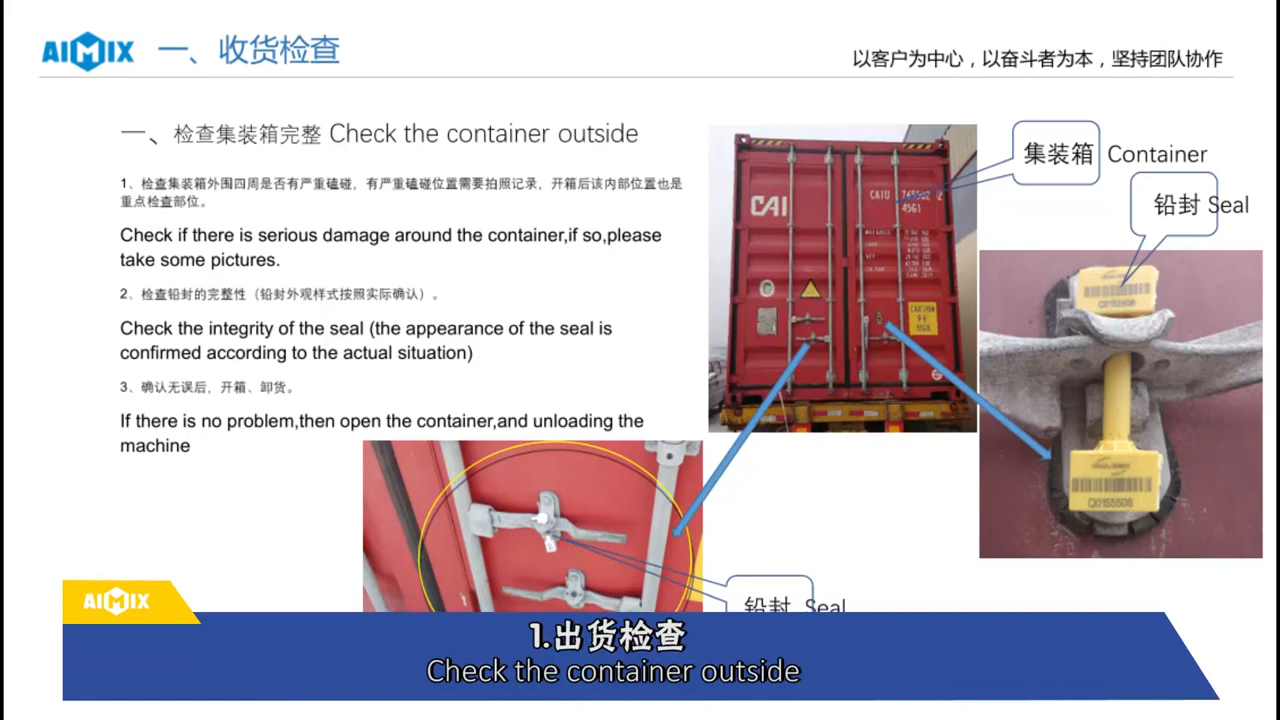 AIMIX
一、收货检查
以客户为中心，以奋斗者为本，坚持团队协作
一、检查集装箱完整 Check the container outside
1、检查集装箱外围四周是否有严重磕碰，有严重磕碰位置需要拍照记录，开箱后该内部位置也是
重点检查部位。
Check if there is serious damage around the container,if so,please
take some pictures.
2、检查铅封的完整性（铅封外观样式按照实际确认）。
Check the integrity of the seal (the appearance of the seal is
confirmed according to the actual situation)
3、确认无误后，开箱、卸货。
If there is no problem,then open the container,and unloading the
machine
集装箱 Container
铅封 Seal
CAI
CAIU
45G1
Q0155508
Q0155508
铅封 Seal
AIMIX
1.出货检查
Check the container outside